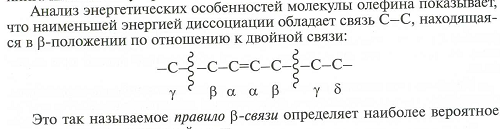 Анализ энергетических особенностей молекулы олефина показывает,
что наименьшей энергией диссоциации обладает связь С–С, находящая-
ся в β-положении по отношению к двойной связи:
–C–C–C=C–C–C–C–
γ β α α β γ δ
Это так называемое правило β-связи определяет наиболее вероятное